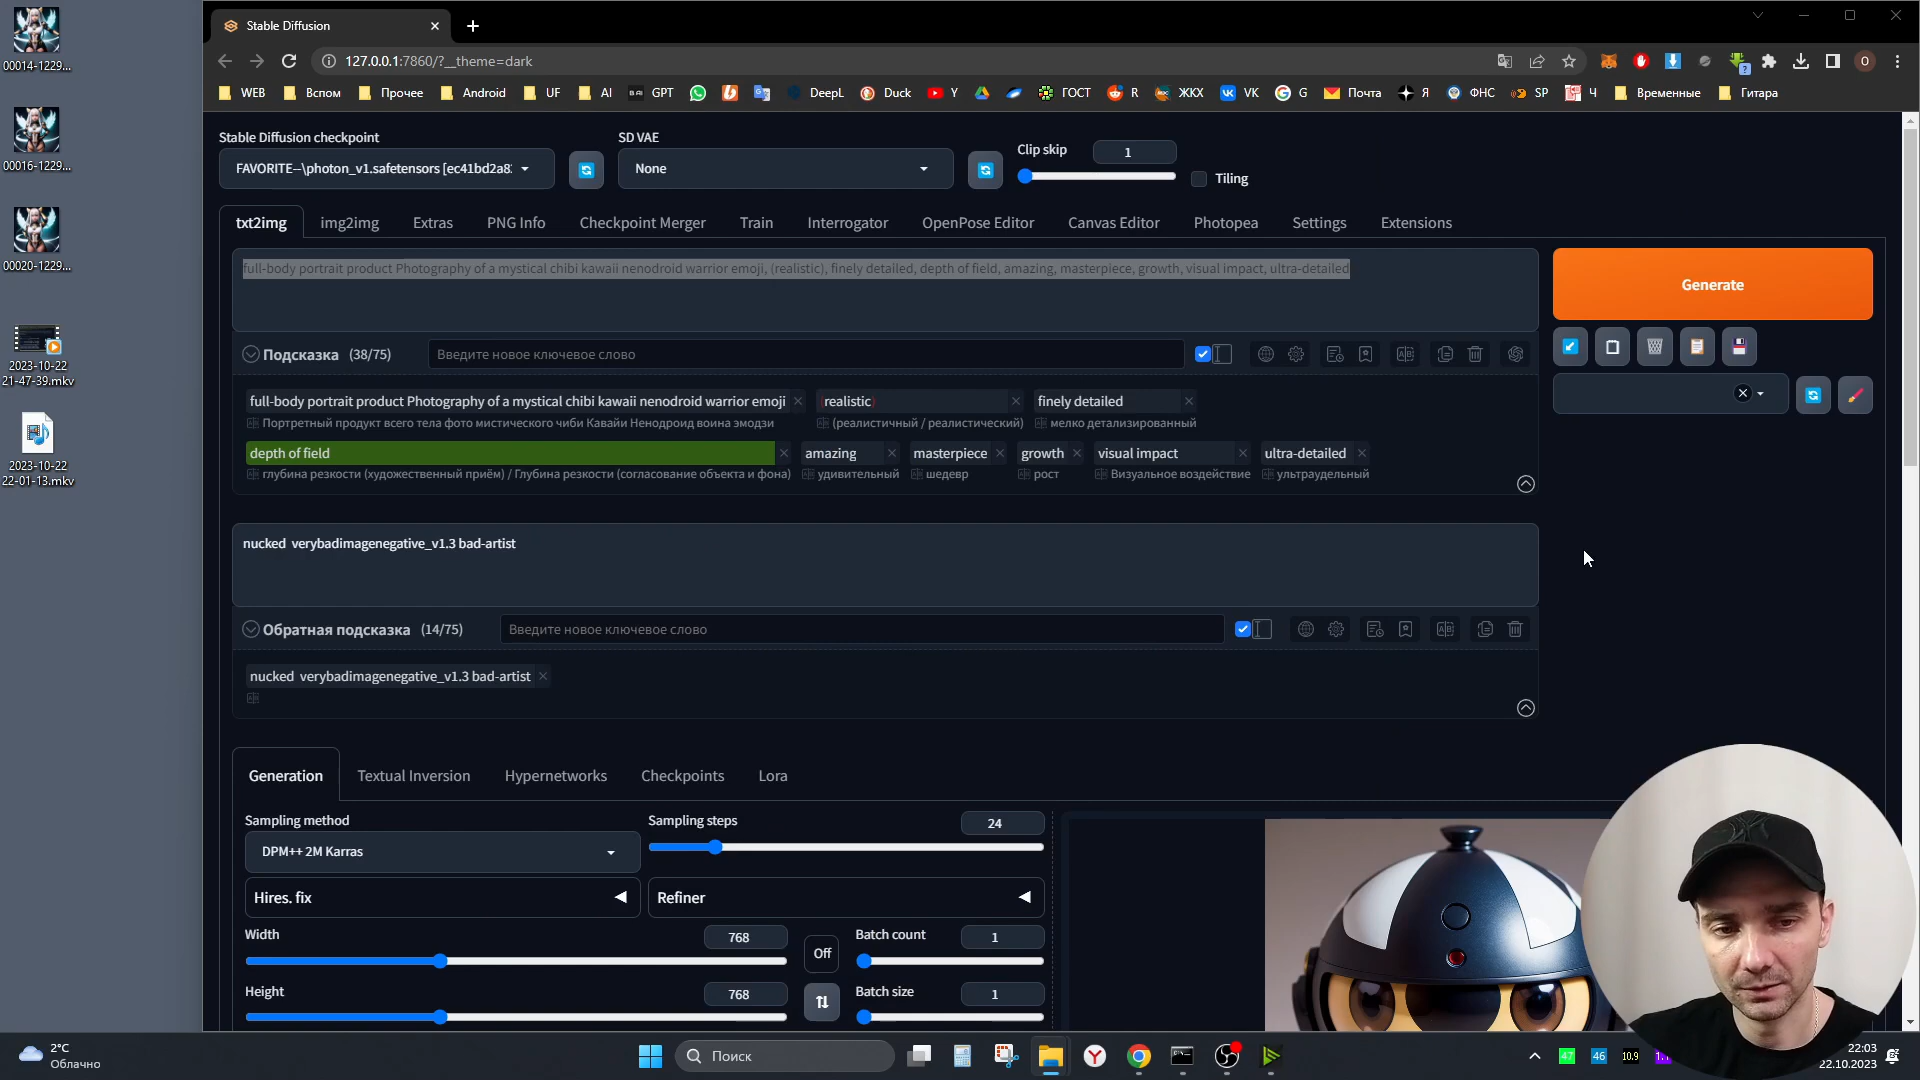 00014-1229...
00016-1229...
00020-1229...
2023-10-22
21-47-39.mkv
2023-10-22
22-01-13.mkv
Stable Diffusion
127.0.0.1:7860/?__theme=dark
O
WEB
Вспом
Прочее
Android
UF
AI
GPT
DeepL
Duck
Y
ГОСТ
R
ЖКХ
VK
G
Почта
Я
ФНС
SP
Ч
Временные
Гитара
Stable Diffusion checkpoint
FAVORITE--\photon_v1.safetensors [ec41bd2a82
SD VAE
None
Clip skip
1
Tiling
txt2img
img2img
Extras
PNG Info
Checkpoint Merger
Train
Interrogator
OpenPose Editor
Canvas Editor
Photopea
Settings
Extensions
full-body portrait product Photography of a mystical chibi kawaii nenodroid warrior emoji, (realistic), finely detailed, depth of field, amazing, masterpiece, growth, visual impact, ultra-detailed
Generate
Подсказка (38/75)
Введите новое ключевое слово
full-body portrait product Photography of a mystical chibi kawaii nenodroid warrior emoji
(realistic)
finely detailed
Портретный продукт всего тела фото мистического чиби Кавайи Ненодроид воина эмодзи
(реалистичный / реалистический)
мелко детализированный
depth of field
amazing
masterpiece
growth
visual impact
ultra-detailed
глубина резкости (художественный приём) / Глубина резкости (согласование объекта и фона)
удивительный
шедевр
рост
Визуальное воздействие
ультраудельный
nucked verybadimagenegative_v1.3 bad-artist
Обратная подсказка (14/75)
Введите новое ключевое слово
nucked verybadimagenegative_v1.3 bad-artist
Generation
Textual Inversion
Hypernetworks
Checkpoints
Lora
Sampling method
DPM++ 2M Karras
Sampling steps
24
Hires. fix
Refiner
Width
768
Off
Batch count
1
Height
768
Batch size
1
2°C
Облачно
Поиск
47
46
10.9
22:03
22.10.2023